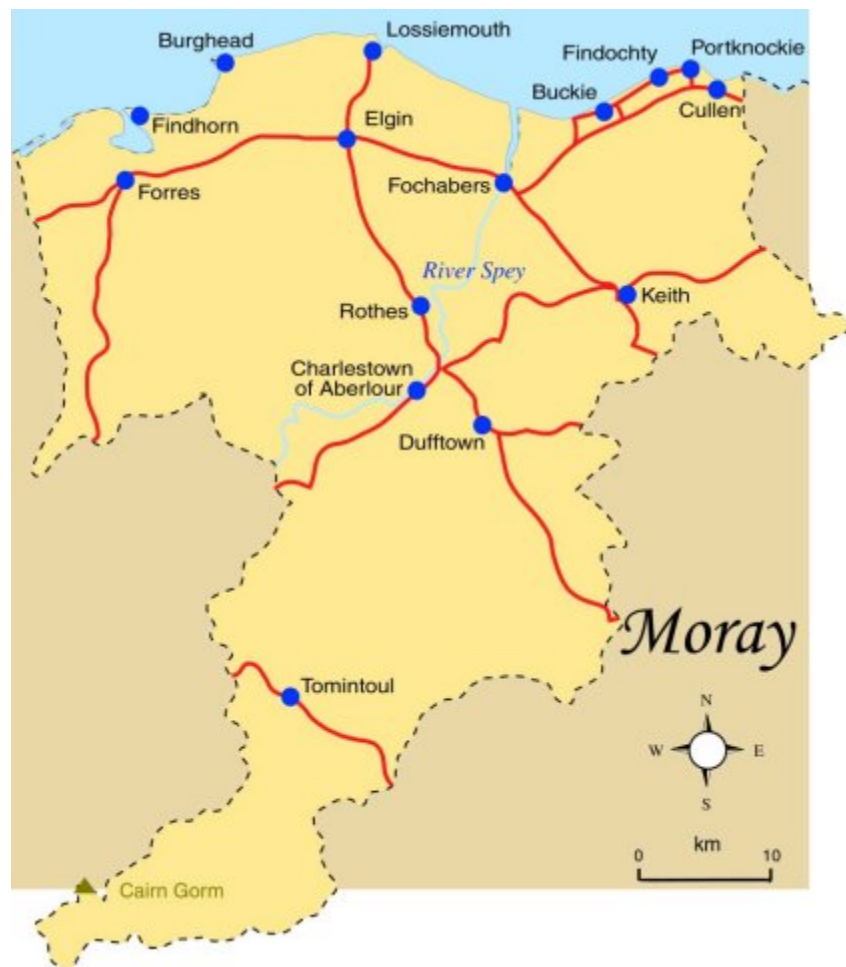 Lossiemouth
Burghead
Portknockie
Findochty
Buckie
Cullen
Findhorn
Elgin
Forres
Fochabers
River Spey
Keith
Rothes
Charlestown
of Aberlour
Dufftown
Moray
Tomintoul
N
W E
S
km
0 10
Cairn Gorm